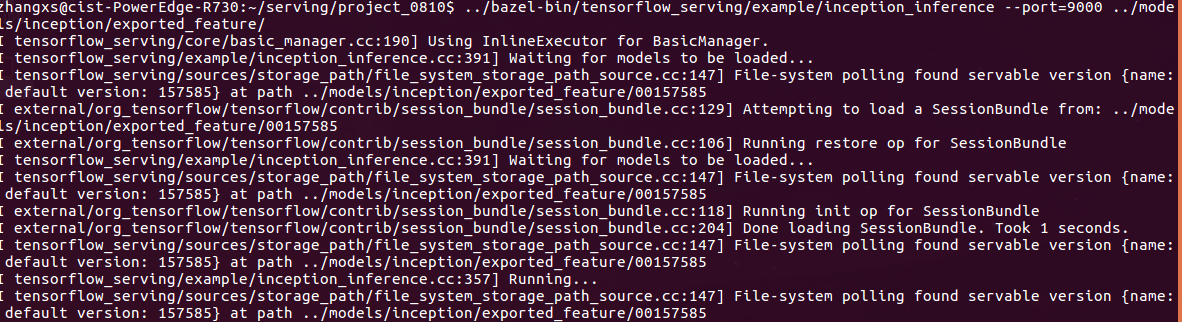 zhangxs@cist-PowerEdge-R730:~/serving/project_0810$ ../bazel-bin/tensorflow_serving/example/inception_inference --port=9000 ../mode
ls/inception/exported_feature/
I tensorflow_serving/core/basic_manager.cc:190] Using InlineExecutor for BasicManager.
I tensorflow_serving/example/inception_inference.cc:391] Waiting for models to be loaded...
I tensorflow_serving/sources/storage_path/file_system_storage_path_source.cc:147] File-system polling found servable version {name:
 default version: 157585} at path ../models/inception/exported_feature/00157585
I external/org_tensorflow/tensorflow/contrib/session_bundle/session_bundle.cc:129] Attempting to load a SessionBundle from: ../mode
ls/inception/exported_feature/00157585
I external/org_tensorflow/tensorflow/contrib/session_bundle/session_bundle.cc:106] Running restore op for SessionBundle
I tensorflow_serving/example/inception_inference.cc:391] Waiting for models to be loaded...
I tensorflow_serving/sources/storage_path/file_system_storage_path_source.cc:147] File-system polling found servable version {name:
 default version: 157585} at path ../models/inception/exported_feature/00157585
I external/org_tensorflow/tensorflow/contrib/session_bundle/session_bundle.cc:118] Running init op for SessionBundle
I external/org_tensorflow/tensorflow/contrib/session_bundle/session_bundle.cc:204] Done loading SessionBundle. Took 1 seconds.
I tensorflow_serving/sources/storage_path/file_system_storage_path_source.cc:147] File-system polling found servable version {name:
 default version: 157585} at path ../models/inception/exported_feature/00157585
I tensorflow_serving/example/inception_inference.cc:357] Running...
I tensorflow_serving/sources/storage_path/file_system_storage_path_source.cc:147] File-system polling found servable version {name:
 default version: 157585} at path ../models/inception/exported_feature/00157585